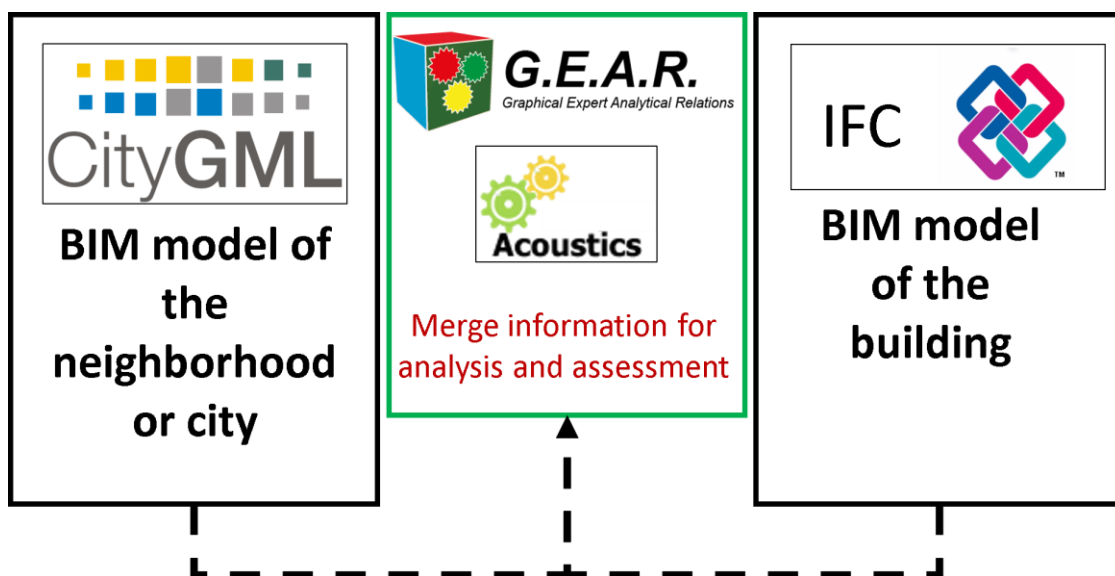 CityGML
BIM model of
the
neighborhood
or city
G.E.A.R.
Graphical Expert Analytical Relations
Acoustics
Merge information for
analysis and assessment
IFC
TM
BIM model
of the
building